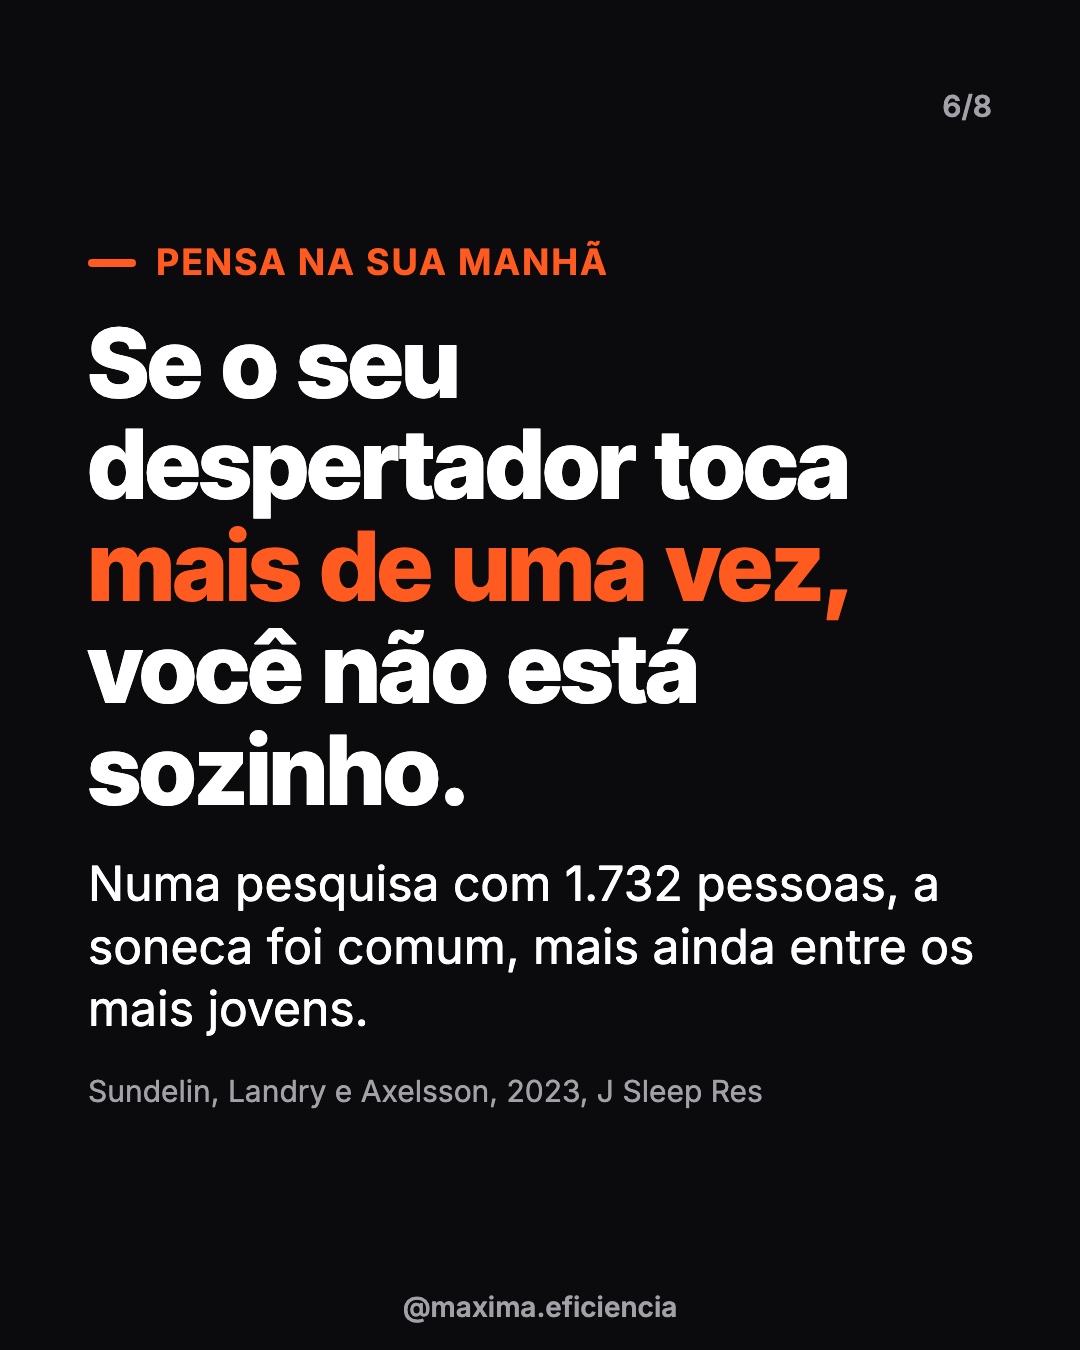 6/8
PENSA NA SUA MANHÃ
Se o seu
despertador toca
mais de uma vez,
você não está
sozinho.
Numa pesquisa com 1.732 pessoas, a
soneca foi comum, mais ainda entre os
mais jovens.
Sundelin, Landry e Axelsson, 2023, J Sleep Res
@maxima.eficiencia